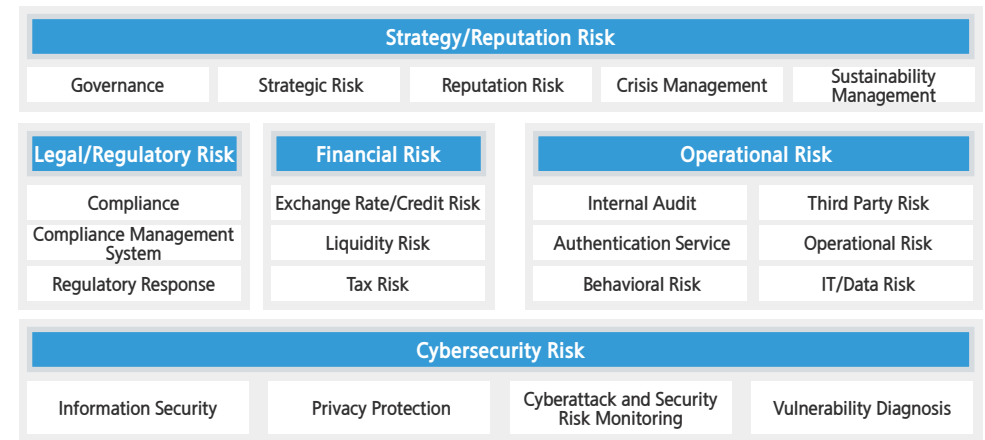 Strategy/Reputation Risk
Governance
Strategic Risk
Reputation Risk
Crisis Management
Sustainability
Management
Legal/Regulatory Risk
Compliance
Compliance Management
System
Regulatory Response
Financial Risk
Exchange Rate/Credit Risk
Liquidity Risk
Tax Risk
Operational Risk
Internal Audit
Third Party Risk
Authentication Service
Operational Risk
Behavioral Risk
IT/Data Risk
Cybersecurity Risk
Information Security
Privacy Protection
Cyberattack and Security
Risk Monitoring
Vulnerability Diagnosis